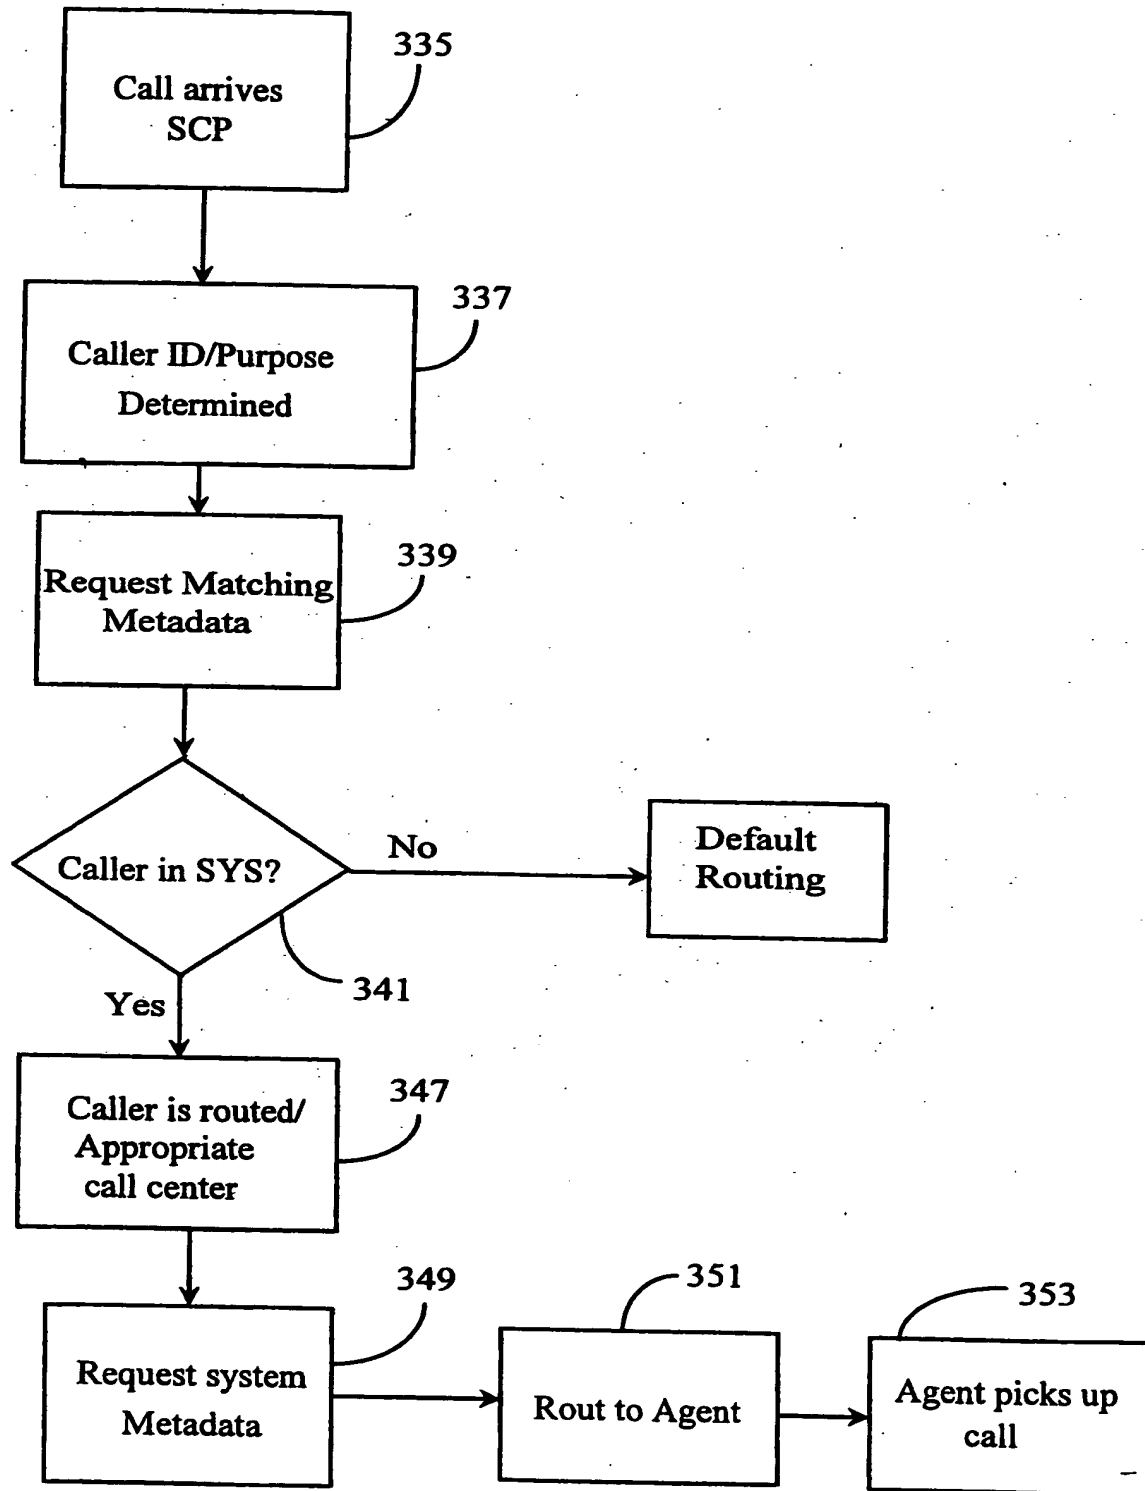 335
Call arrives
SCP
337
Caller ID/Purpose
Determined
339
Request Matching
Metadata
Caller in SYS?
No
Default
Routing
341
Yes
347
Caller is routed/
Appropriate
call center
349
351
353
Request system
Metadata
Rout to Agent
Agent picks up
call